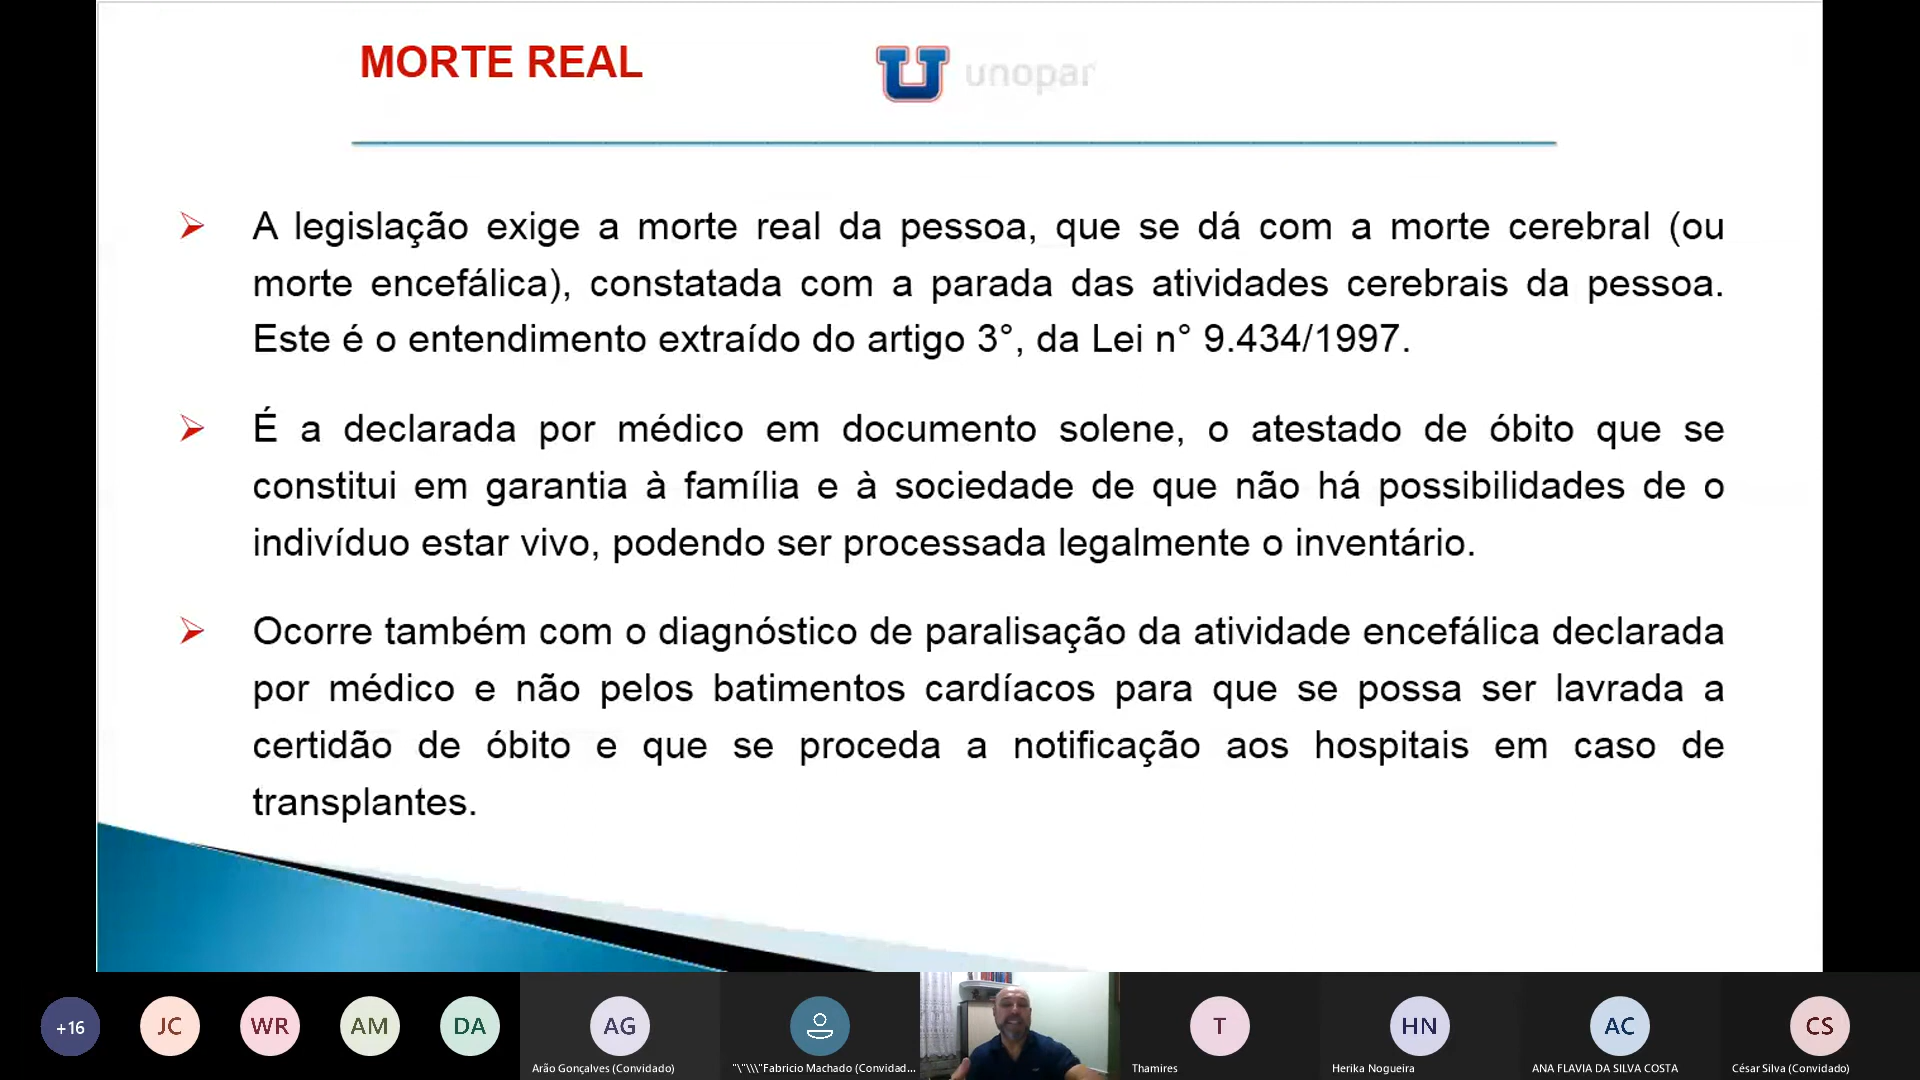 MORTE REAL
unopar
A legislação exige a morte real da pessoa, que se dá com a morte cerebral (ou
morte encefálica), constatada com a parada das atividades cerebrais da pessoa.
Este é o entendimento extraído do artigo 3°, da Lei n° 9.434/1997.
É a declarada por médico em documento solene, o atestado de óbito que se
constitui em garantia à família e à sociedade de que não há possibilidades de o
indivíduo estar vivo, podendo ser processada legalmente o inventário.
Ocorre também com o diagnóstico de paralisação da atividade encefálica declarada
por médico e não pelos batimentos cardíacos para que se possa ser lavrada a
certidão de óbito e que se proceda a notificação aos hospitais em caso de
transplantes.
+16
JC
WR
AM
DA
AG
T
HN
AC
CS
Arão Gonçalves (Convidado)
"\"\\\"Fabricio Machado (Convidad...
Thamires
Herika Nogueira
ANA FLAVIA DA SILVA COSTA
César Silva (Convidado)